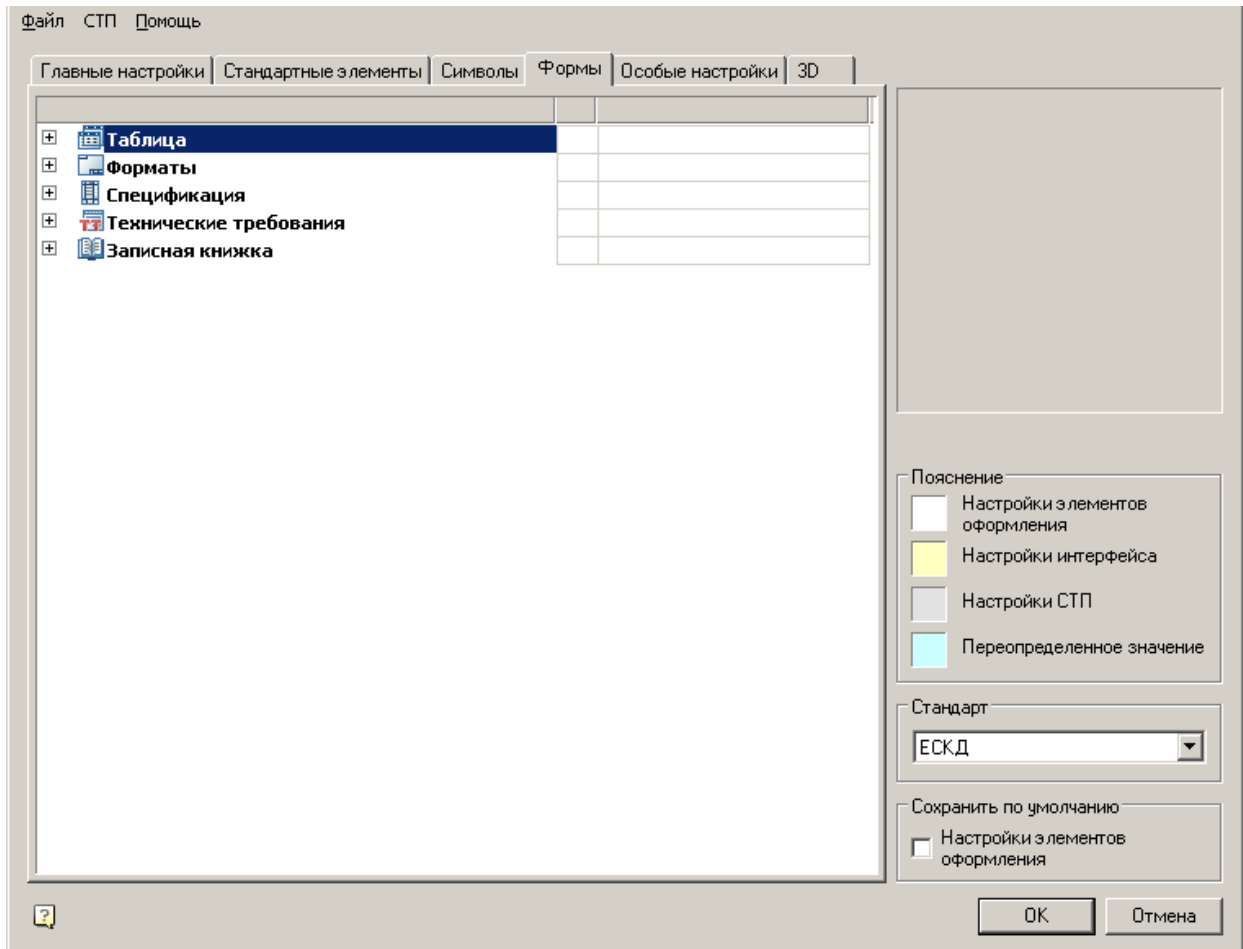 Файл СТП Помощь
Главные настройки Стандартные элементы Символы Формы Особые настройки 3D
Таблица
Форматы
Спецификация
Технические требования
Записная книжка
Пояснение
Настройки элементов
оформления
Настройки интерфейса
Настройки СТП
Переопределенное значение
Стандарт
ЕСКД
Сохранить по умолчанию
Настройки элементов
оформления
OK Отмена